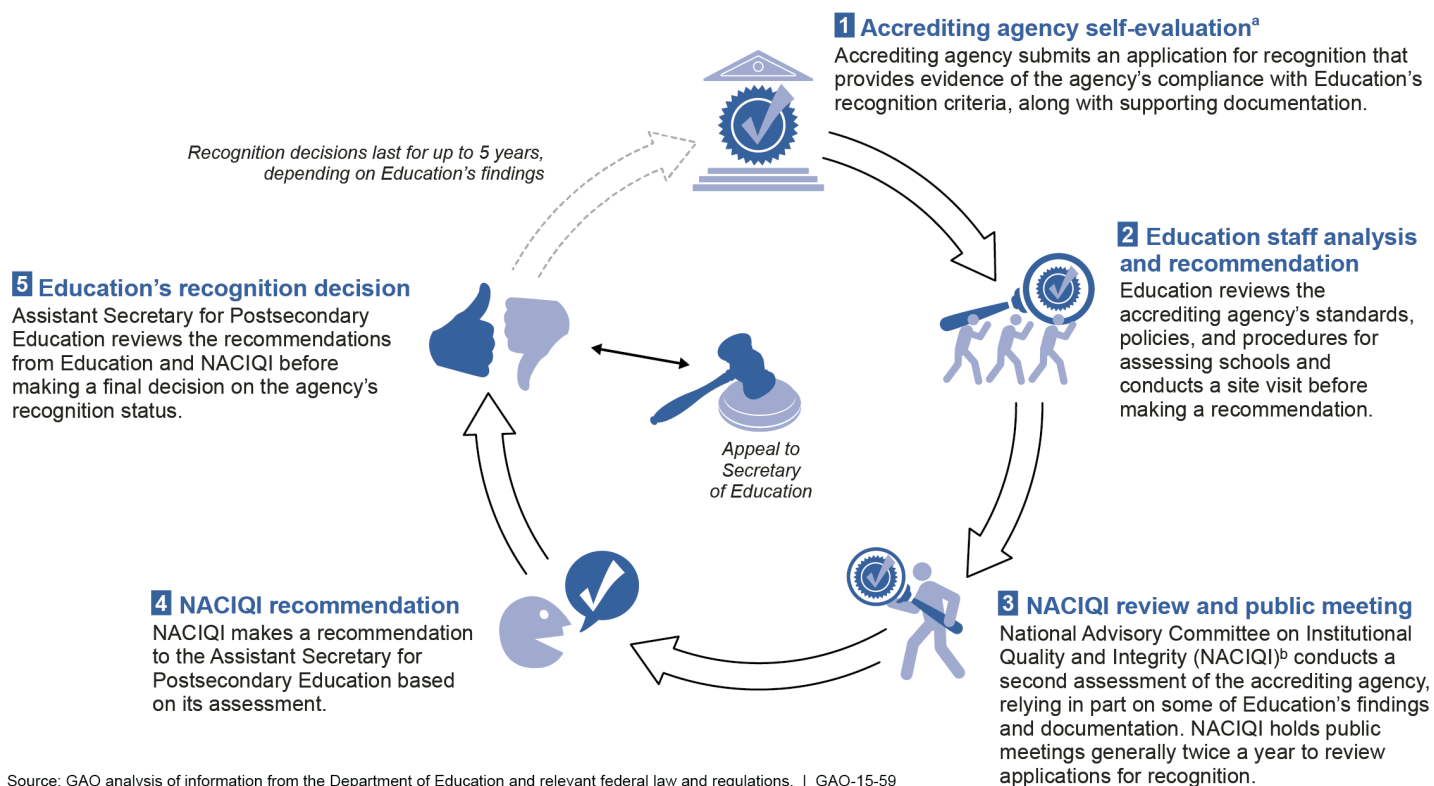 1 Accrediting agency self-evaluationa
Accrediting agency submits an application for recognition that
provides evidence of the agency’s compliance with Education’s
recognition criteria, along with supporting documentation.
Recognition decisions last for up to 5 years,
depending on Education’s findings
2 Education staff analysis
and recommendation
Education reviews the
accrediting agency’s standards,
policies, and procedures for
assessing schools and
conducts a site visit before
making a recommendation.
5 Education’s recognition decision
Assistant Secretary for Postsecondary
Education reviews the recommendations
from Education and NACIQI before
making a final decision on the agency’s
recognition status.
Appeal to
Secretary
of Education
3 NACIQI review and public meeting
National Advisory Committee on Institutional
Quality and Integrity (NACIQI)b conducts a
second assessment of the accrediting agency,
relying in part on some of Education’s findings
and documentation. NACIQI holds public
meetings generally twice a year to review
applications for recognition.
4 NACIQI recommendation
NACIQI makes a recommendation
to the Assistant Secretary for
Postsecondary Education based
on its assessment.
Source: GAO analysis of information from the Department of Education and relevant federal law and regulations. | GAO-15-59